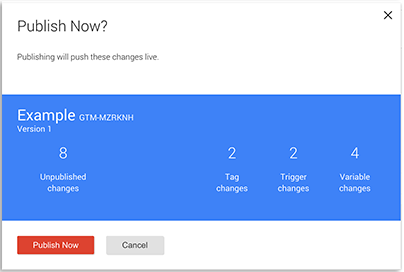 Publish Now?
Publishing will push these changes live.
Example GTM-MZRKNH
Version 1
8 2 2 4
Unpublished Tag Trigger Variable
changes changes changes changes
Publish Now Cancel